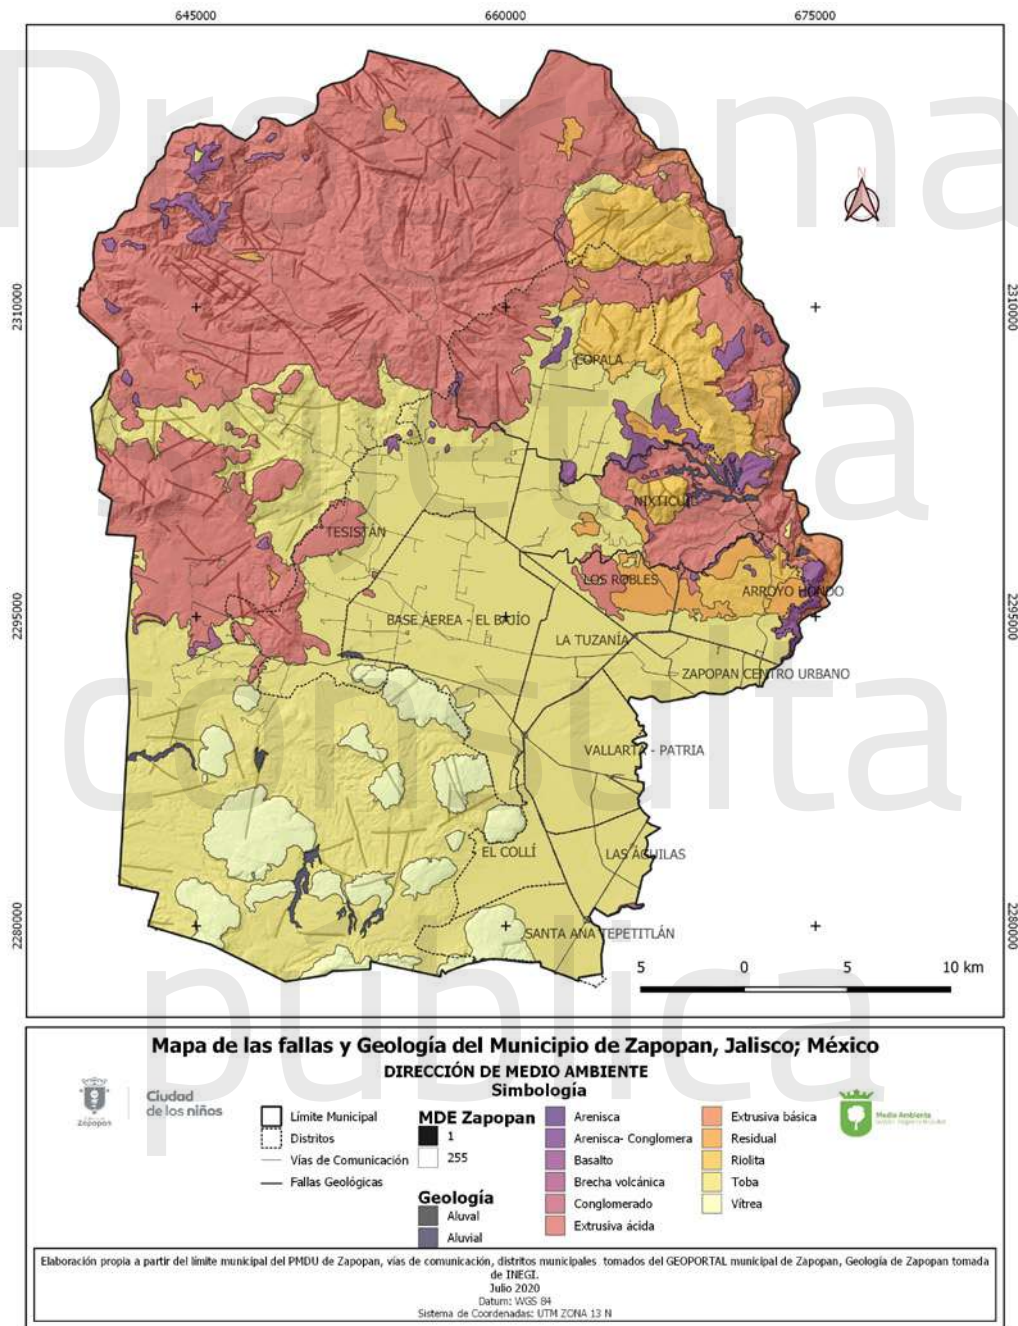 645000 660000 675000
Programa
N
2310000 2310000
COPALA
sujeto a
NIXTICUIL
TESISTÁN
LOS ROBLES
ARROYO HONDO
2295000 2295000
BASE ÁEREA - EL BAJÍO
LA TUZANÍA
ZAPOPAN CENTRO URBANO
consulta
VALLARTA - PATRIA
EL COLLÍ
LAS ÁGUILAS
2280000 2280000
SANTA ANA TEPETITLÁN
pública
5 0 5 10 km
Mapa de las fallas y Geología del Municipio de Zapopan, Jalisco; México
DIRECCIÓN DE MEDIO AMBIENTE
Simbología
Zapopan
Ciudad
de los niños
Límite Municipal
Distritos
Vías de Comunicación
Fallas Geológicas
MDE Zapopan
1
255
Geología
Aluval
Aluvial
Arenisca
Arenisca- Conglomera
Basalto
Brecha volcánica
Conglomerado
Extrusiva ácida
Extrusiva básica
Residual
Riolita
Toba
Vítrea
Medio Ambiente
Elaboración propia a partir del límite municipal del PMDU de Zapopan, vías de comunicación, distritos municipales tomados del GEOPORTAL municipal de Zapopan, Geología de Zapopan tomada
de INEGI.
Julio 2020
Datum: WGS 84
Sistema de Coordenadas: UTM ZONA 13 N